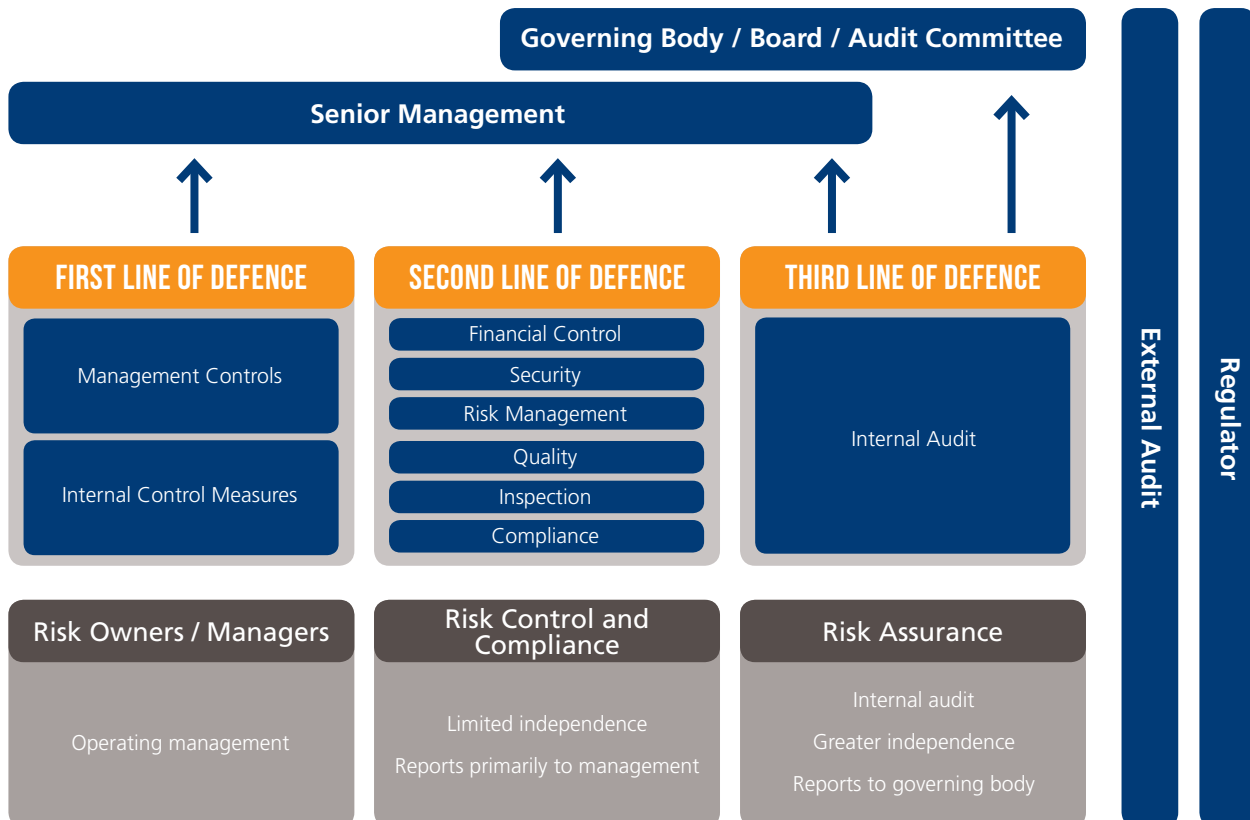 Governing Body / Board / Audit Committee
Senior Management
FIRST LINE OF DEFENCE
Management Controls
Internal Control Measures
SECOND LINE OF DEFENCE
Financial Control
Security
Risk Management
Quality
Inspection
Compliance
THIRD LINE OF DEFENCE
Internal Audit
Risk Owners / Managers
Operating management
Risk Control and
Compliance
Limited independence
Reports primarily to management
Risk Assurance
Internal audit
Greater independence
Reports to governing body
External Audit
Regulator